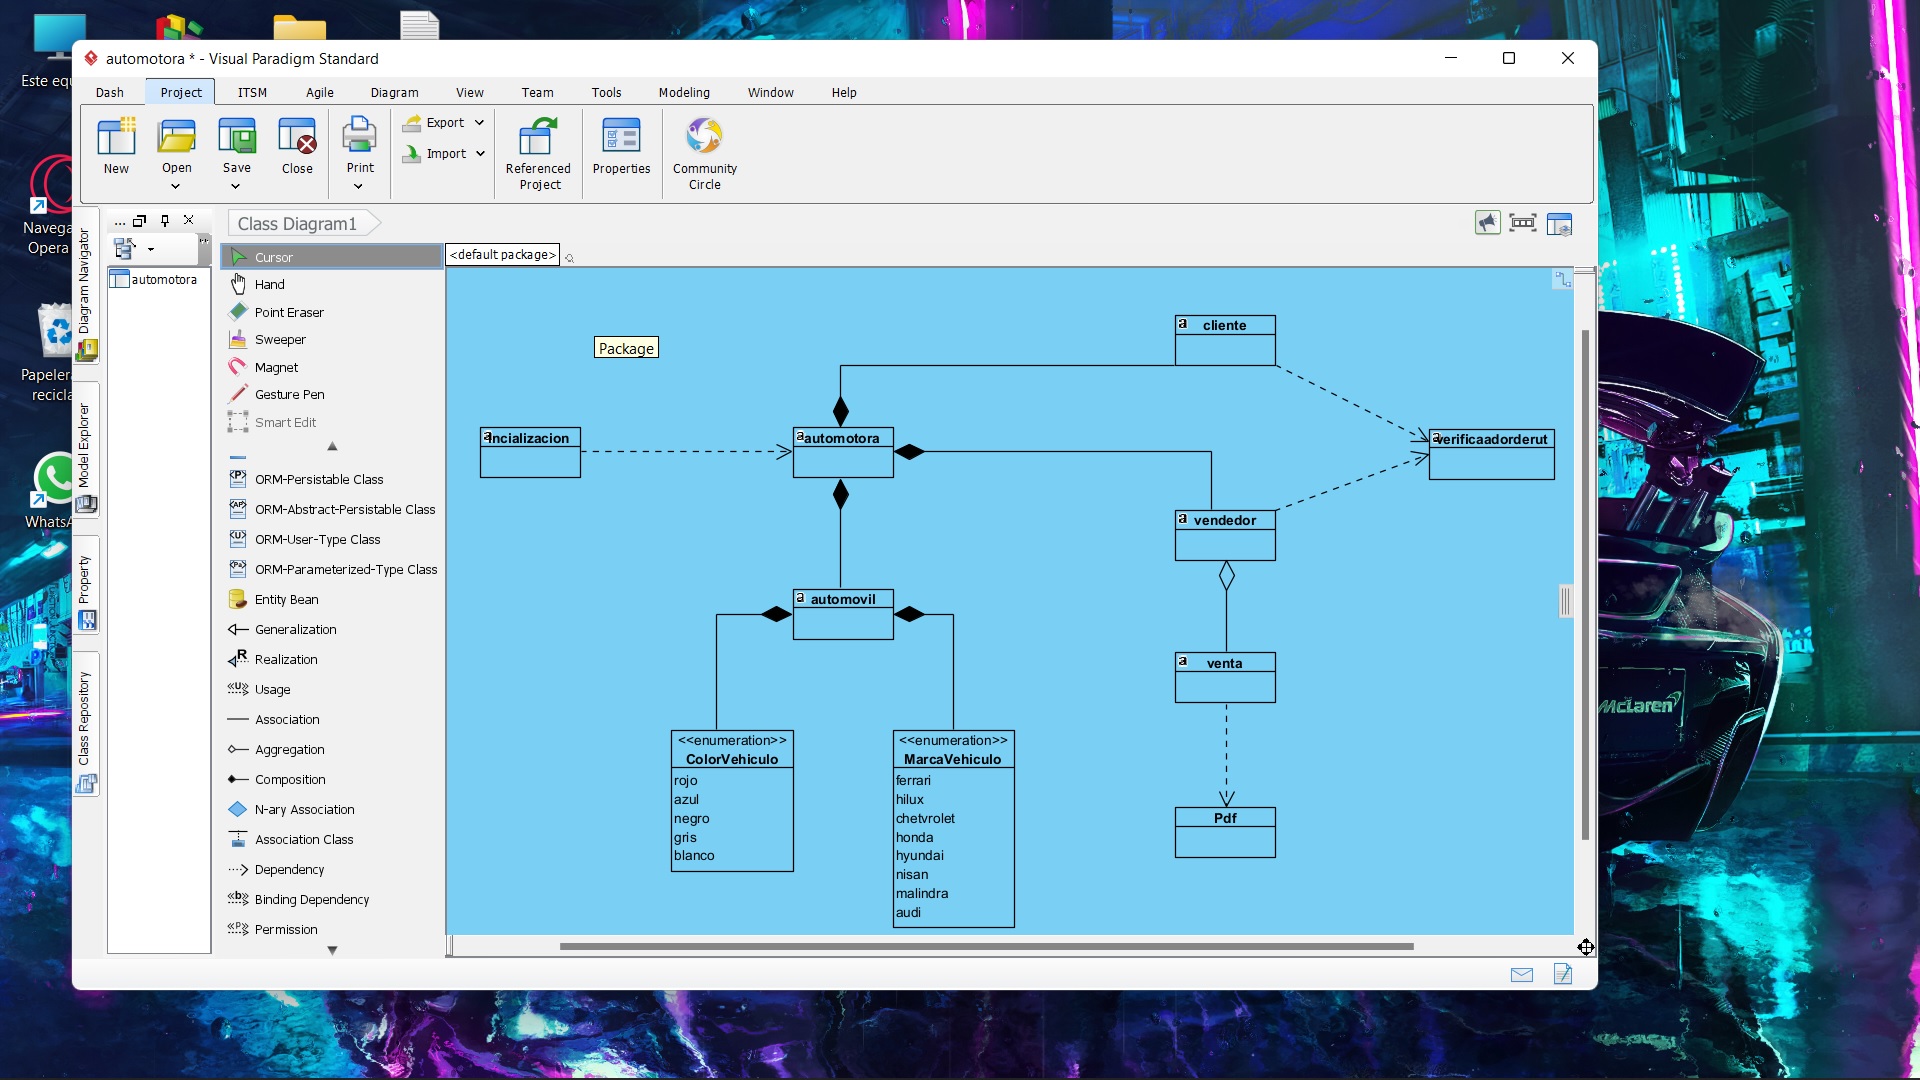 Este equ
automotora * - Visual Paradigm Standard
Dash
Project
ITSM
Agile
Diagram
View
Team
Tools
Modeling
Window
Help
New
Open
Save
Close
Print
Export
Import
Referenced
Project
Properties
Community
Circle
Navega
Opera
Papelera
recicla
WhatsA
Diagram Navigator
Model Explorer
Property
Class Repository
...
automotora
Class Diagram1
Cursor
Hand
Point Eraser
Sweeper
Magnet
Gesture Pen
Smart Edit
ORM-Persistable Class
ORM-Abstract-Persistable Class
ORM-User-Type Class
ORM-Parameterized-Type Class
Entity Bean
Generalization
Realization
Usage
Association
Aggregation
Composition
N-ary Association
Association Class
Dependency
Binding Dependency
Permission
<default package>
Package
a cliente
a Incializacion
a automotora
a verificaadorderut
a vendedor
a automovil
a venta
<<enumeration>>
ColorVehiculo
rojo
azul
negro
gris
blanco
<<enumeration>>
MarcaVehiculo
ferrari
hilux
chetvrolet
honda
hyundai
nisan
malindra
audi
Pdf
McLaren